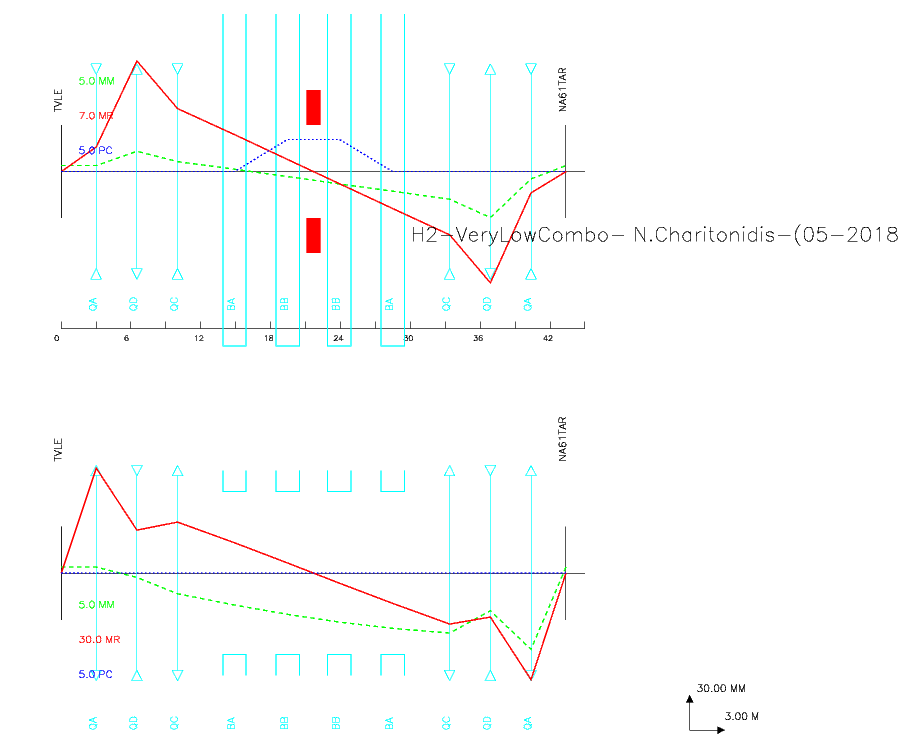 TVLE
NA61TAR
5.0 MM
7.0 MR
5.0 PC
H2-VeryLowCombo- N.Charitonidis-(05-2018
QA QD QC BA BB BB BA QC QD QA
0 6 12 18 24 30 36 42
TVLE
NA61TAR
5.0 MM
30.0 MR
5.0 PC
QA QD QC BA BB BB BA QC QD QA
30.00 MM
3.00 M